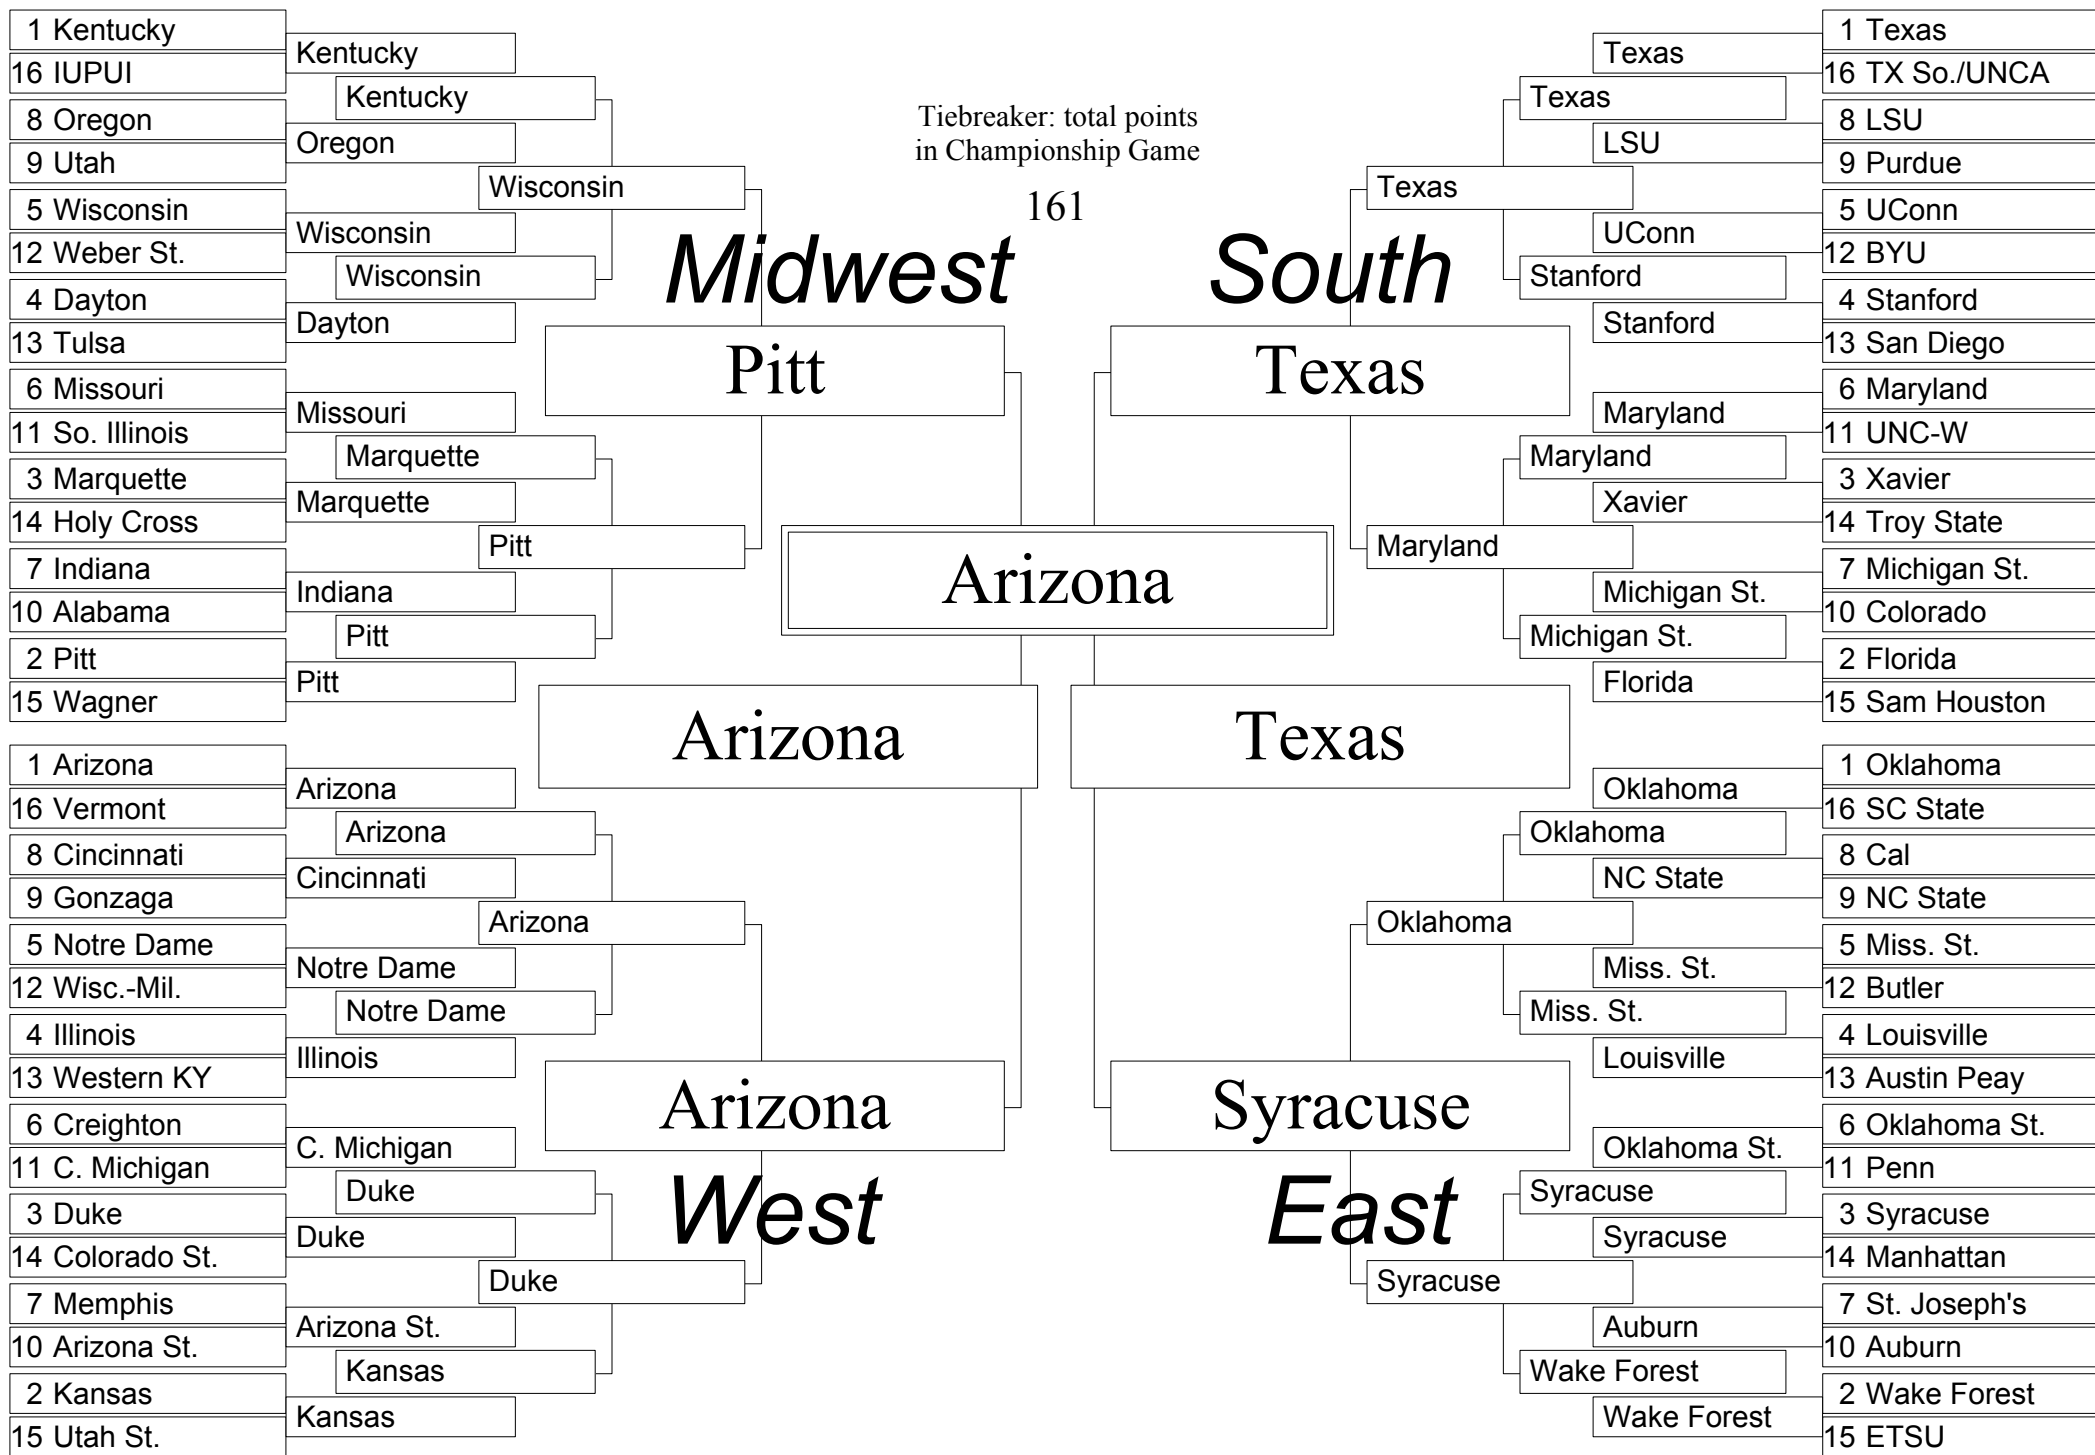 1 Kentucky
16 IUPUI
8 Oregon
9 Utah
5 Wisconsin
12 Weber St.
4 Dayton
13 Tulsa
6 Missouri
11 So. Illinois
3 Marquette
14 Holy Cross
7 Indiana
10 Alabama
2 Pitt
15 Wagner
Kentucky
Oregon
Wisconsin
Dayton
Missouri
Marquette
Indiana
Pitt
Kentucky
Wisconsin
Marquette
Pitt
Wisconsin
Pitt
Midwest
Pitt
1 Arizona
16 Vermont
8 Cincinnati
9 Gonzaga
5 Notre Dame
12 Wisc.-Mil.
4 Illinois
13 Western KY
6 Creighton
11 C. Michigan
3 Duke
14 Colorado St.
7 Memphis
10 Arizona St.
2 Kansas
15 Utah St.
Arizona
Cincinnati
Notre Dame
Illinois
C. Michigan
Duke
Arizona St.
Kansas
Arizona
Notre Dame
Duke
Kansas
Arizona
Duke
Arizona
West
Tiebreaker: total points
in Championship Game
161
Arizona
Arizona
Texas
South
Texas
Texas
Maryland
Texas
Stanford
Maryland
Michigan St.
Texas
LSU
UConn
Stanford
Maryland
Xavier
Michigan St.
Florida
1 Texas
16 TX So./UNCA
8 LSU
9 Purdue
5 UConn
12 BYU
4 Stanford
13 San Diego
6 Maryland
11 UNC-W
3 Xavier
14 Troy State
7 Michigan St.
10 Colorado
2 Florida
15 Sam Houston
Syracuse
East
Oklahoma
Syracuse
Oklahoma
Miss. St.
Syracuse
Wake Forest
Oklahoma
NC State
Miss. St.
Louisville
Oklahoma St.
Syracuse
Auburn
Wake Forest
1 Oklahoma
16 SC State
8 Cal
9 NC State
5 Miss. St.
12 Butler
4 Louisville
13 Austin Peay
6 Oklahoma St.
11 Penn
3 Syracuse
14 Manhattan
7 St. Joseph's
10 Auburn
2 Wake Forest
15 ETSU